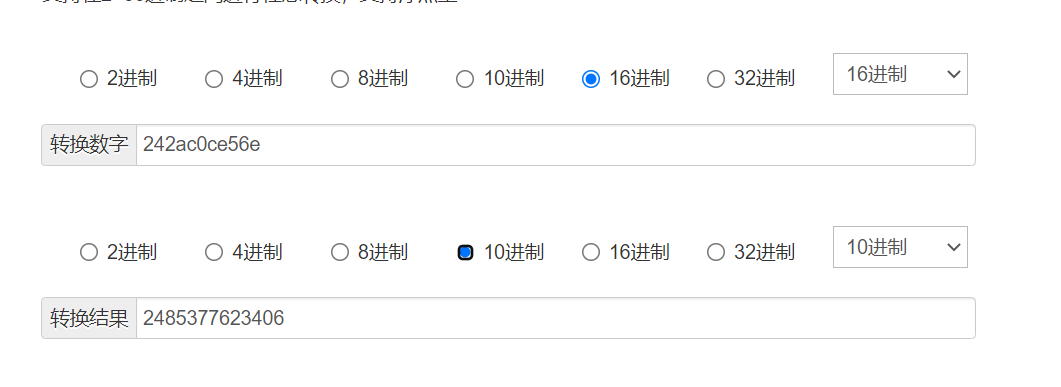 2进制 4进制 8进制 10进制 16进制 32进制 16进制
转换数字 242ac0ce56e
2进制 4进制 8进制 10进制 16进制 32进制 10进制
转换结果 2485377623406